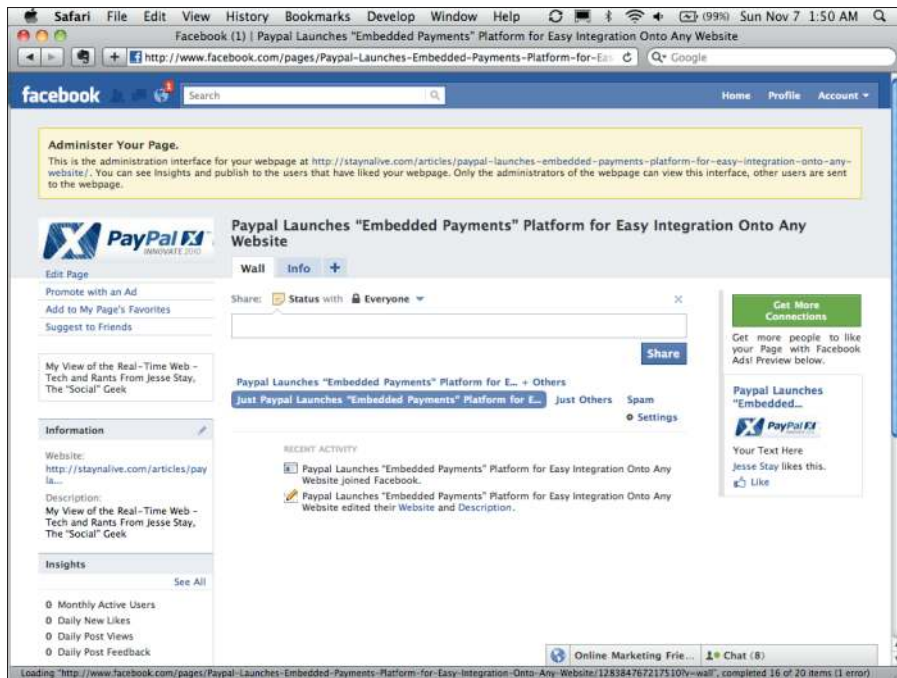 Safari File Edit View History Bookmarks Develop Window Help (99%) Sun Nov 7 1:50 AM
Facebook (1) | Paypal Launches "Embedded Payments" Platform for Easy Integration Onto Any Website
http://www.facebook.com/pages/Paypal-Launches-Embedded-Payments-Platform-for-Eas Google
facebook 1 Search Home Profile Account
Administer Your Page.
This is the administration interface for your webpage at http://staynalive.com/articles/paypal-launches-embedded-payments-platform-for-easy-integration-onto-any-
website/. You can see Insights and publish to the users that have liked your webpage. Only the administrators of the webpage can view this interface, other users are sent
to the webpage.
PayPal X
INNOVATE 2010
Edit Page
Promote with an Ad
Add to My Page's Favorites
Suggest to Friends
My View of the Real-Time Web -
Tech and Rants From Jesse Stay,
The "Social" Geek
Information
Website:
http://staynalive.com/articles/pay
la...
Description:
My View of the Real-Time Web -
Tech and Rants From Jesse Stay,
The "Social" Geek
Insights
See All
0 Monthly Active Users
0 Daily New Likes
0 Daily Post Views
0 Daily Post Feedback
Paypal Launches "Embedded Payments" Platform for Easy Integration Onto Any
Website
Wall Info +
Share: Status with Everyone
Share
Paypal Launches "Embedded Payments" Platform for E... + Others
Just Paypal Launches "Embedded Payments" Platform for E... Just Others Spam
Settings
RECENT ACTIVITY
Paypal Launches "Embedded Payments" Platform for Easy Integration Onto Any
Website joined Facebook.
Paypal Launches "Embedded Payments" Platform for Easy Integration Onto Any
Website edited their Website and Description.
Get More
Connections
Get more people to like
your Page with Facebook
Ads! Preview below.
Paypal Launches
"Embedded...
PayPal X
Your Text Here
Jesse Stay likes this.
Like
Online Marketing Frie... Chat (8)
Loading "http://www.facebook.com/pages/Paypal-Launches-Embedded-Payments-Platform-for-Easy-Integration-Onto-Any-Website/128384767217510?v=wall", completed 16 of 20 items (1 error)